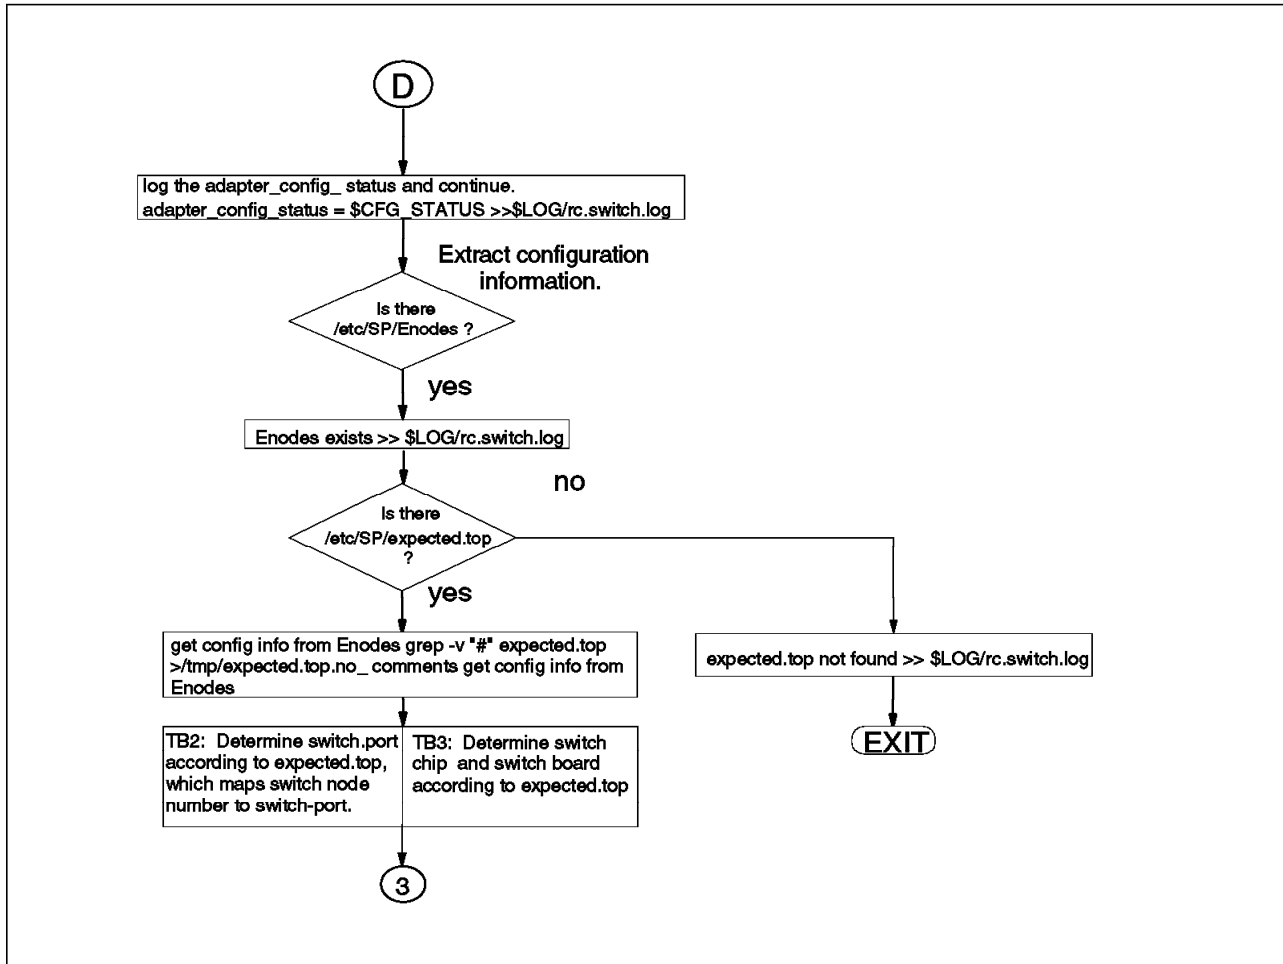 D
log the adapter_config_ status and continue.
adapter_config_status = $CFG_STATUS >>$LOG/rc.switch.log
Extract configuration
information.
Is there
/etc/SP/Enodes ?
yes
Enodes exists >> $LOG/rc.switch.log
no
Is there
/etc/SP/expected.top
?
yes
get config info from Enodes grep -v "#" expected.top
>/tmp/expected.top.no_ comments get config info from
Enodes
expected.top not found >> $LOG/rc.switch.log
EXIT
TB2: Determine switch.port
according to expected.top,
which maps switch node
number to switch-port.
TB3: Determine switch
chip and switch board
according to expected.top
3